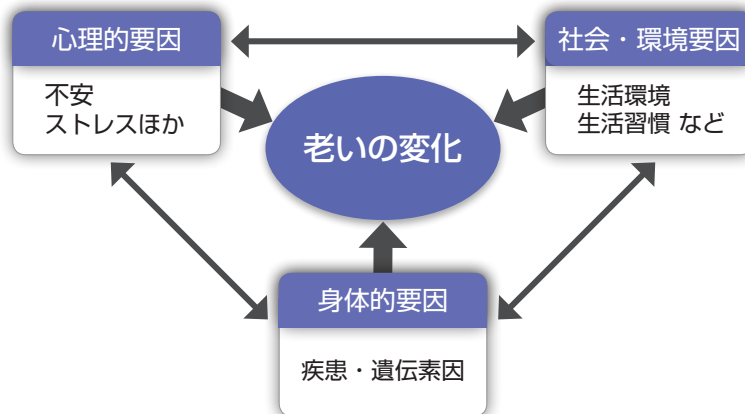 心理的要因
不安
ストレスほか
社会・環境要因
生活環境
生活習慣 など
老いの変化
身体的要因
疾患・遺伝素因